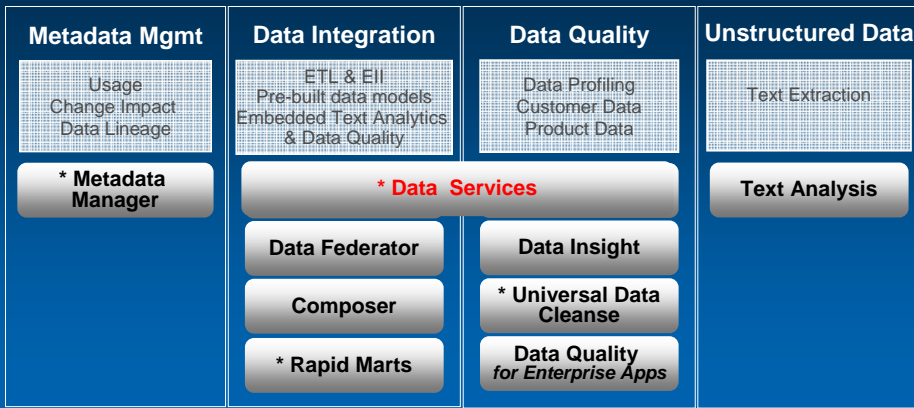 Metadata Mgmt
Usage
Change Impact
Data Lineage
* Metadata
Manager
Data Integration
ETL & EII
Pre-built data models
Embedded Text Analytics
& Data Quality
* Data Services
Data Federator
Composer
* Rapid Marts
Data Quality
Data Profiling
Customer Data
Product Data
Data Insight
* Universal Data
Cleanse
Data Quality
for Enterprise Apps
Unstructured Data
Text Extraction
Text Analysis